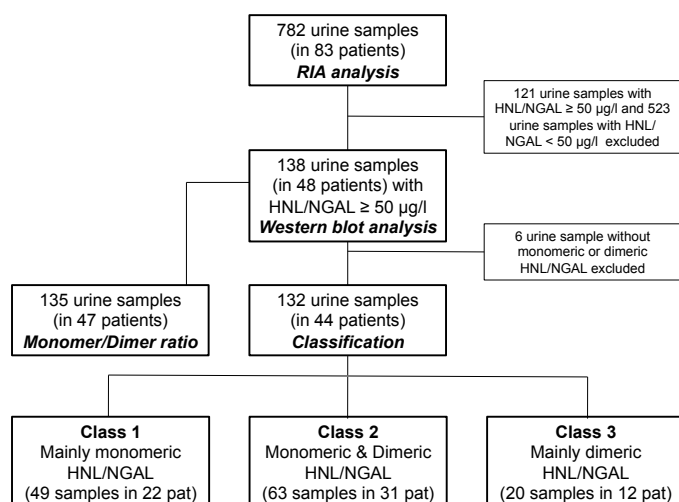 782 urine samples
(in 83 patients)
RIA analysis
121 urine samples with
HNL/NGAL ≥ 50 µg/l and 523
urine samples with HNL/
NGAL < 50 µg/l  excluded
138 urine samples
(in 48 patients) with
HNL/NGAL ≥ 50 µg/l
Western blot analysis
6 urine sample without
monomeric or dimeric
HNL/NGAL excluded
135 urine samples
(in 47 patients)
Monomer/Dimer ratio
132 urine samples
(in 44 patients)
Classification
Class 1
Mainly monomeric
HNL/NGAL
(49 samples in 22 pat)
Class 2
Monomeric & Dimeric
HNL/NGAL
(63 samples in 31 pat)
Class 3
Mainly dimeric
HNL/NGAL
(20 samples in 12 pat)